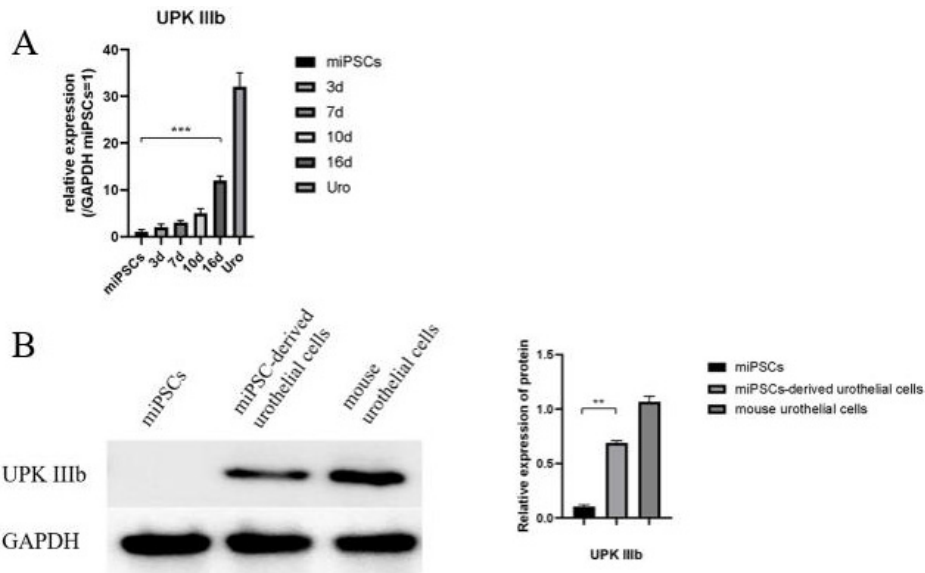 A
UPK IIIb
relative expression
(/GAPDH miPSCs=1)
40
30
20
10
0
***
miPSCs
3d
7d
10d
16d
Uro
miPSCs
3d
7d
10d
16d
Uro
B
miPSCs
miPSC-derived
urothelial cells
mouse
urothelial cells
UPK IIIb
GAPDH
Relative expression of protein
1.5
1.0
0.5
0.0
**
UPK IIIb
miPSCs
miPSCs-derived urothelial cells
mouse urothelial cells